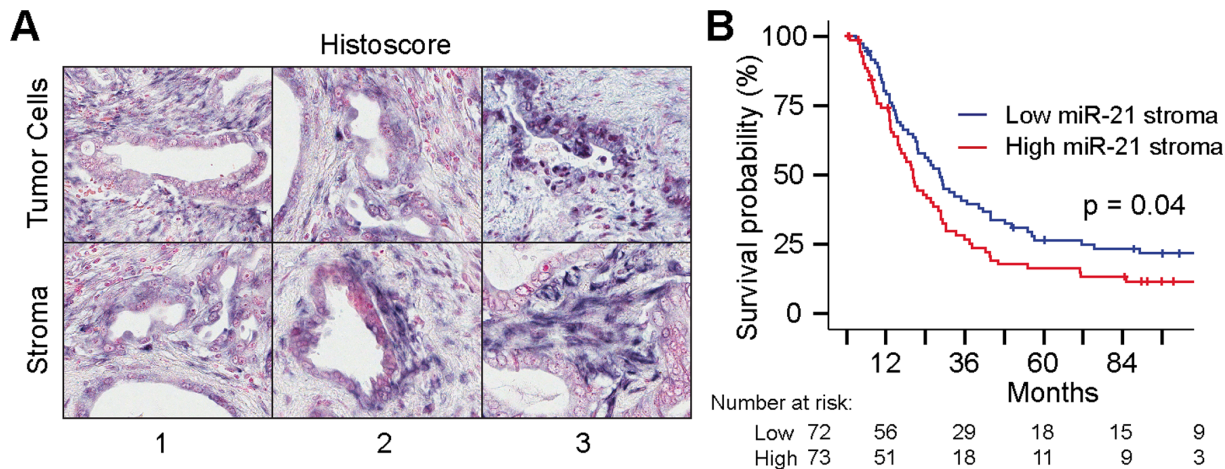 A
Histoscore
Tumor Cells
Stroma
1 2 3
B
Survival probability (%)
100
75
50
25
0
Low miR-21 stroma
High miR-21 stroma
p = 0.04
12 36 60 84
Months
Number at risk:
Low 72 56 29 18 15 9
High 73 51 18 11 9 3